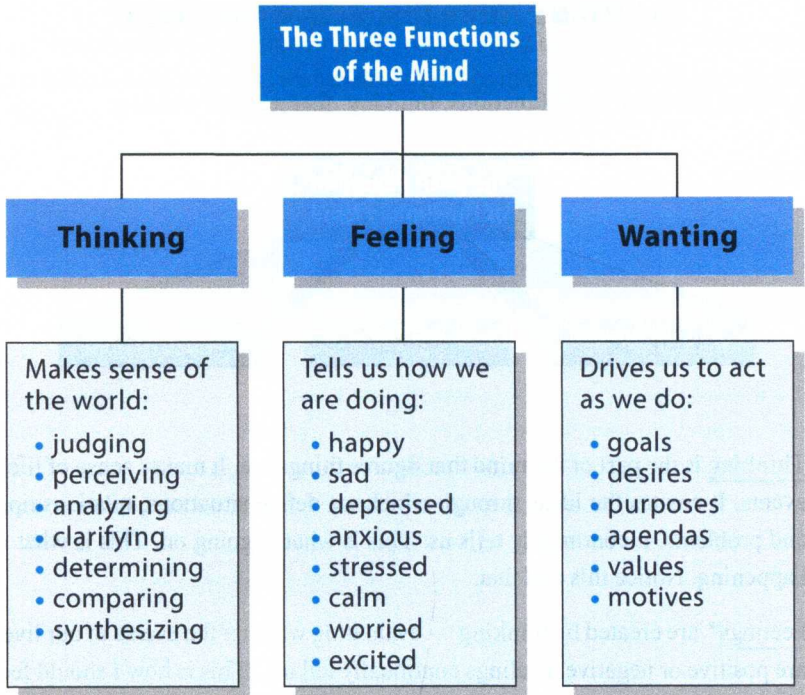 The Three Functions
of the Mind
Thinking
Feeling
Wanting
Makes sense of
the world:
• judging
• perceiving
• analyzing
• clarifying
• determining
• comparing
• synthesizing
Tells us how we
are doing:
• happy
• sad
• depressed
• anxious
• stressed
• calm
• worried
• excited
Drives us to act
as we do:
• goals
• desires
• purposes
• agendas
• values
• motives